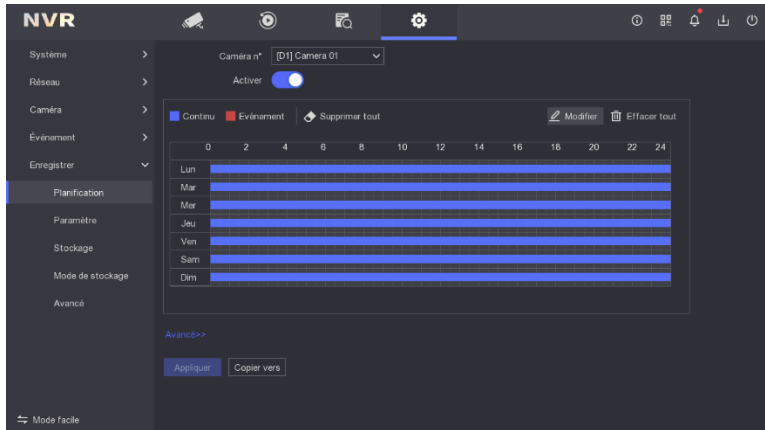 NVR
Système
Réseau
Caméra
Événement
Enregistrer
Planification
Paramètre
Stockage
Mode de stockage
Avancé
Mode facile
Caméra n° [D1] Camera 01
Activer
Continu Evénement Supprimer tout Modifier Effacer tout
0 2 4 6 8 10 12 14 16 18 20 22 24
Lun
Mar
Mer
Jeu
Ven
Sam
Dim
Avancé>>
Appliquer Copier vers